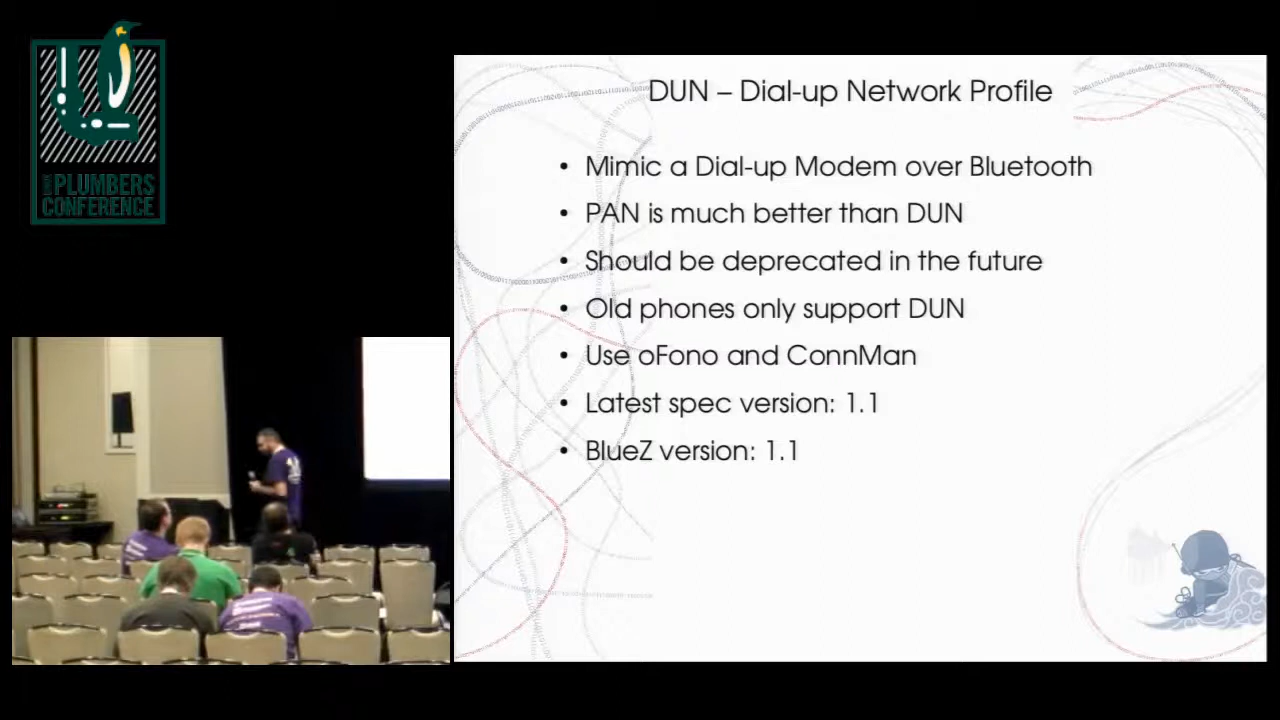 PLUMBERS
CONFERENCE
DUN – Dial-up Network Profile
• Mimic a Dial-up Modem over Bluetooth
• PAN is much better than DUN
• Should be deprecated in the future
• Old phones only support DUN
• Use oFono and ConnMan
• Latest spec version: 1.1
• BlueZ version: 1.1